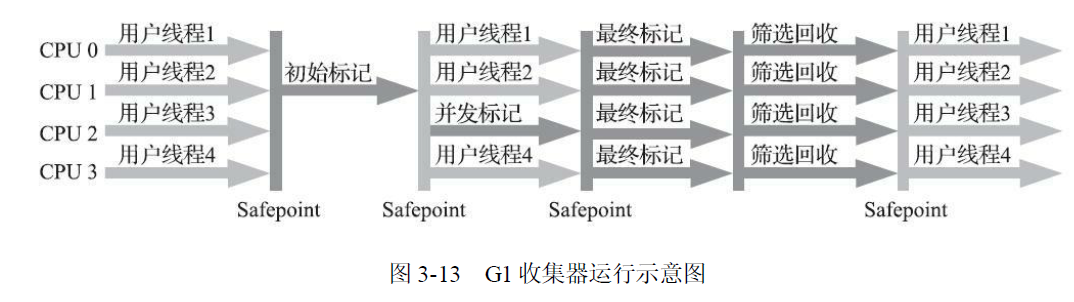 CPU 0 用户线程1 用户线程1 最终标记 筛选回收 用户线程1
初始标记
CPU 1 用户线程2 用户线程2 最终标记 筛选回收 用户线程2
CPU 2 用户线程3 并发标记 最终标记 筛选回收 用户线程3
CPU 3 用户线程4 用户线程4 最终标记 筛选回收 用户线程4
Safepoint Safepoint Safepoint Safepoint
图 3-13 G1 收集器运行示意图